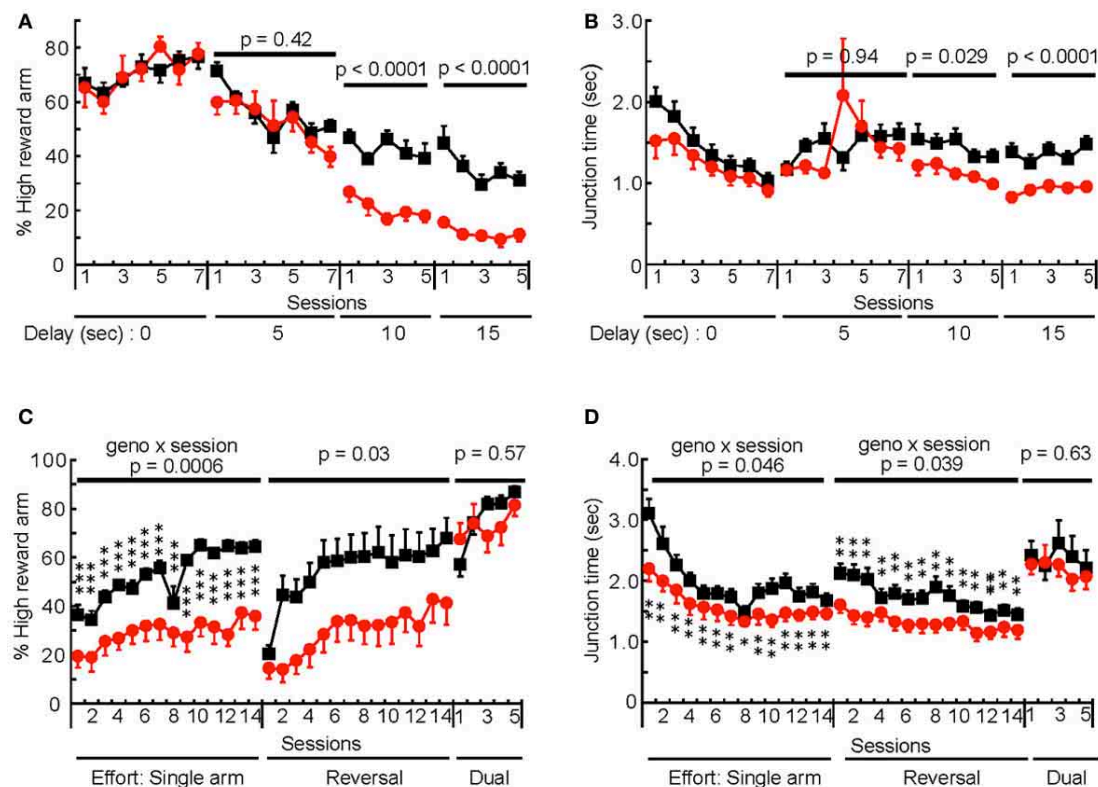 A
% High reward arm
80
60
40
20
0
p = 0.42
p < 0.0001
p < 0.0001
1 3 5 7 1 3 5 7 1 3 5 1 3 5
Sessions
Delay (sec) : 0 5 10 15
B
Junction time (sec)
3.0
2.0
1.0
0
p = 0.94
p = 0.029
p < 0.0001
1 3 5 7 1 3 5 7 1 3 5 1 3 5
Sessions
Delay (sec) : 0 5 10 15
C
% High reward arm
100
80
60
40
20
0
geno x session
p = 0.0006
p = 0.03
p = 0.57
2 4 6 8 10 12 14 2 4 6 8 10 12 14 1 3 5
Sessions
Effort: Single arm Reversal Dual
D
Junction time (sec)
4.0
3.0
2.0
1.0
0
geno x session
p = 0.046
geno x session
p = 0.039
p = 0.63
2 4 6 8 10 12 14 2 4 6 8 10 12 14 1 3 5
Sessions
Effort: Single arm Reversal Dual